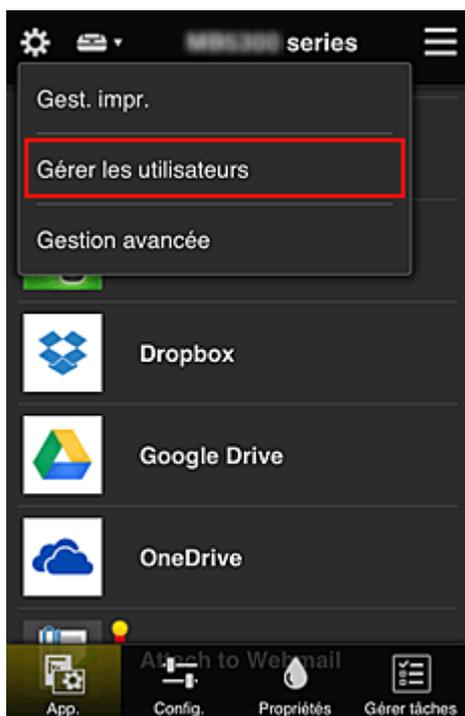 series
Gest. impr.
Gérer les utilisateurs
Gestion avancée
Dropbox
Google Drive
OneDrive
Attach to Webmail
App.
Config.
Propriétés
Gérer tâches